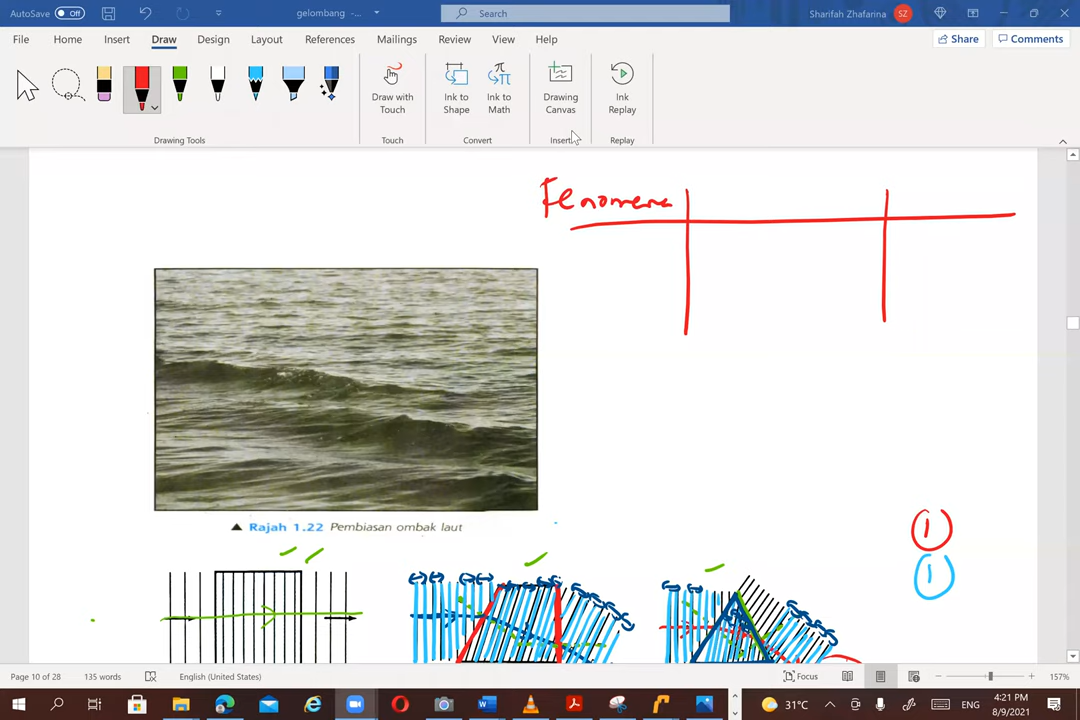 AutoSave Off gelombang -... Search Sharifah Zhafarina SZ
File Home Insert Draw Design Layout References Mailings Review View Help Share Comments
Draw with Touch Ink to Shape Ink to Math Drawing Canvas Ink Replay
Drawing Tools Touch Convert Insert Replay
Fenomena
▲ Rajah 1.22 Pembiasan ombak laut
1
1
Page 10 of 28 135 words English (United States) Focus 157%
31°C ENG 4:21 PM 8/9/2021 3